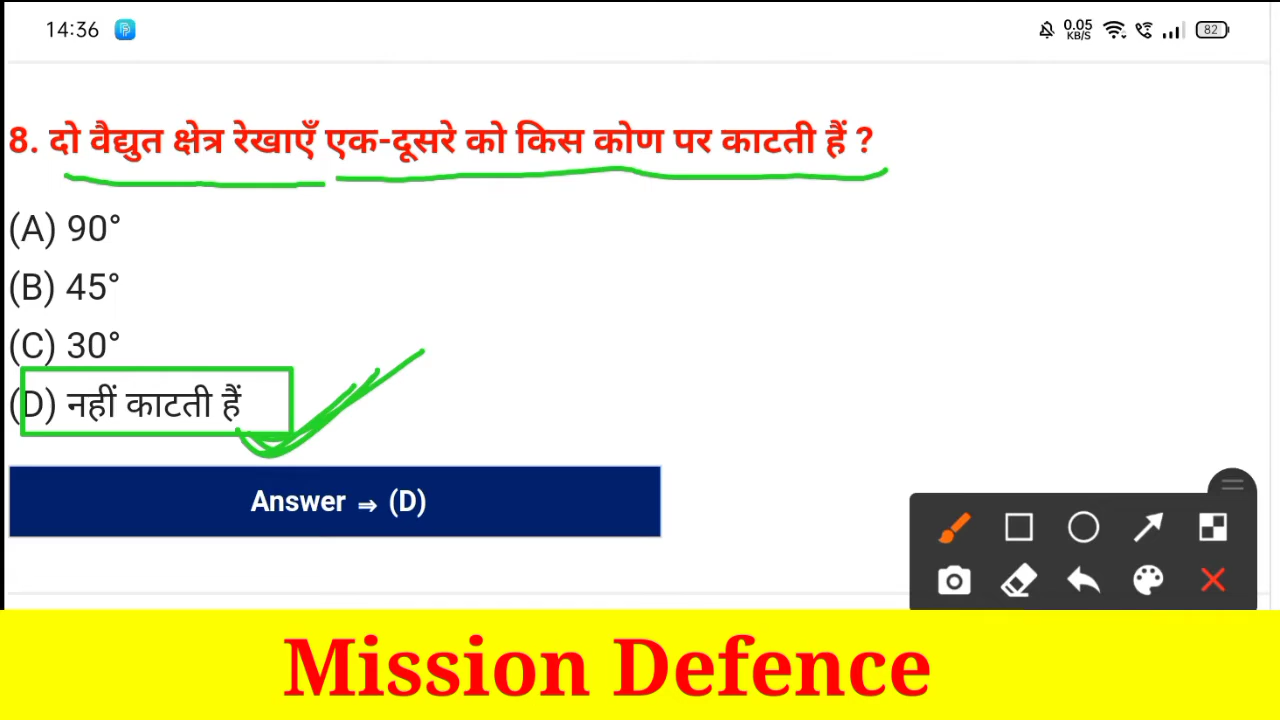 14:36
0.05
KB/S
82
8. दो वैद्युत क्षेत्र रेखाएँ एक-दूसरे को किस कोण पर काटती हैं ?
(A) 90°
(B) 45°
(C) 30°
(D) नहीं काटती हैं
Answer ⇒ (D)
Mission Defence